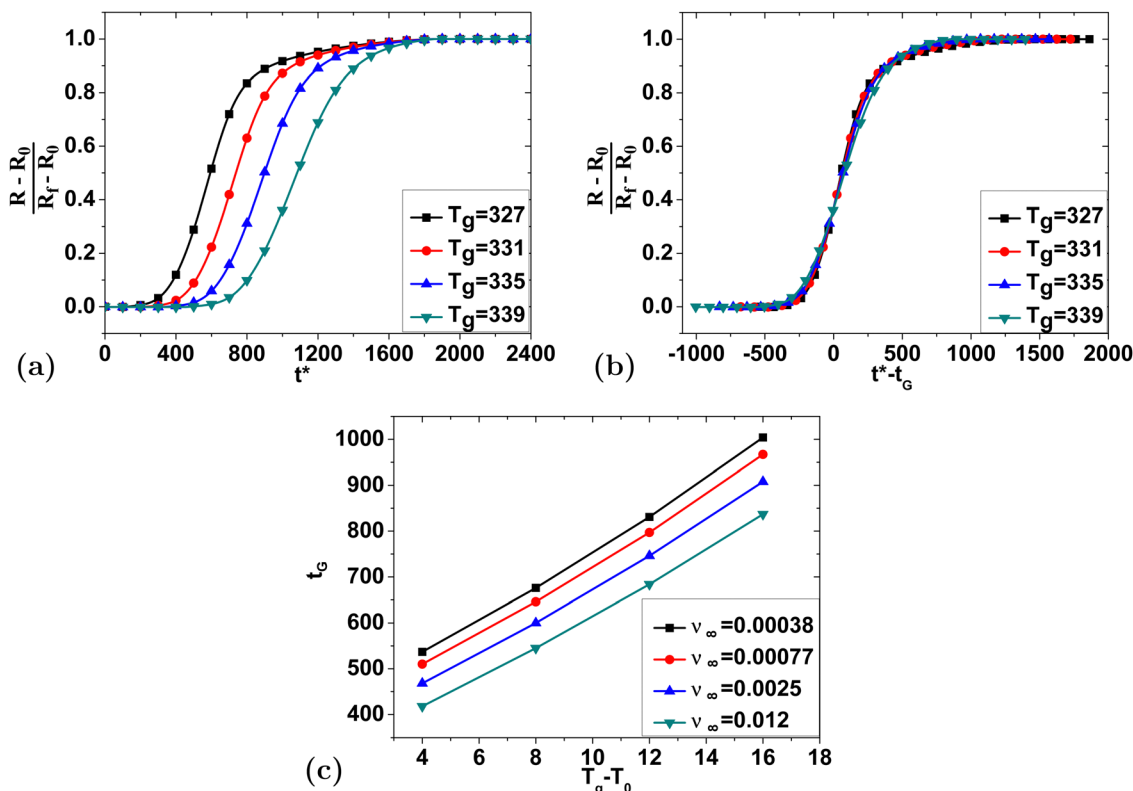 1.0
0.8
0.6
0.4
0.2
0.0
R - R0
Rf - R0
Tg=327
Tg=331
Tg=335
Tg=339
0 400 800 1200 1600 2000 2400
t*
(a)
1.0
0.8
0.6
0.4
0.2
0.0
R - R0
Rf - R0
Tg=327
Tg=331
Tg=335
Tg=339
-1000 -500 0 500 1000 1500 2000
t*-tG
(b)
1000
900
800
700
600
500
400
tG
ν∞=0.00038
ν∞=0.00077
ν∞=0.0025
ν∞=0.012
4 6 8 10 12 14 16 18
Tg-T0
(c)